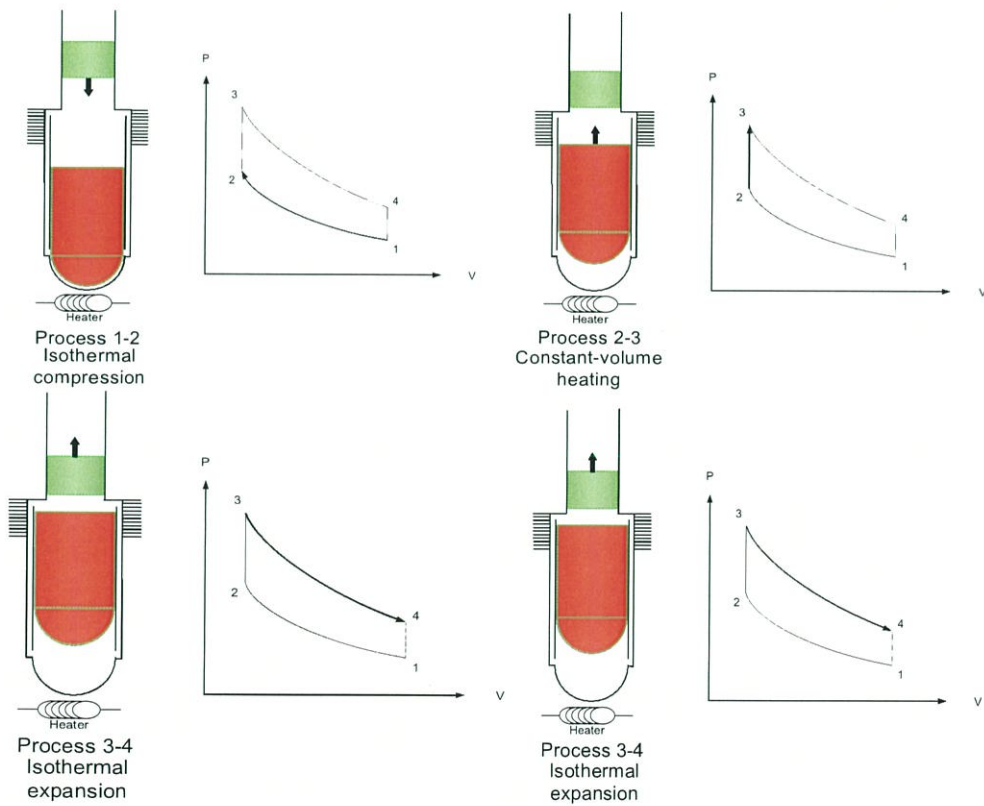 P
3
2
4
1
V
Heater
Process 1-2
Isothermal
compression
P
3
2
4
1
V
Heater
Process 2-3
Constant-volume
heating
P
3
2
4
1
V
Heater
Process 3-4
Isothermal
expansion
P
3
2
4
1
V
Heater
Process 3-4
Isothermal
expansion